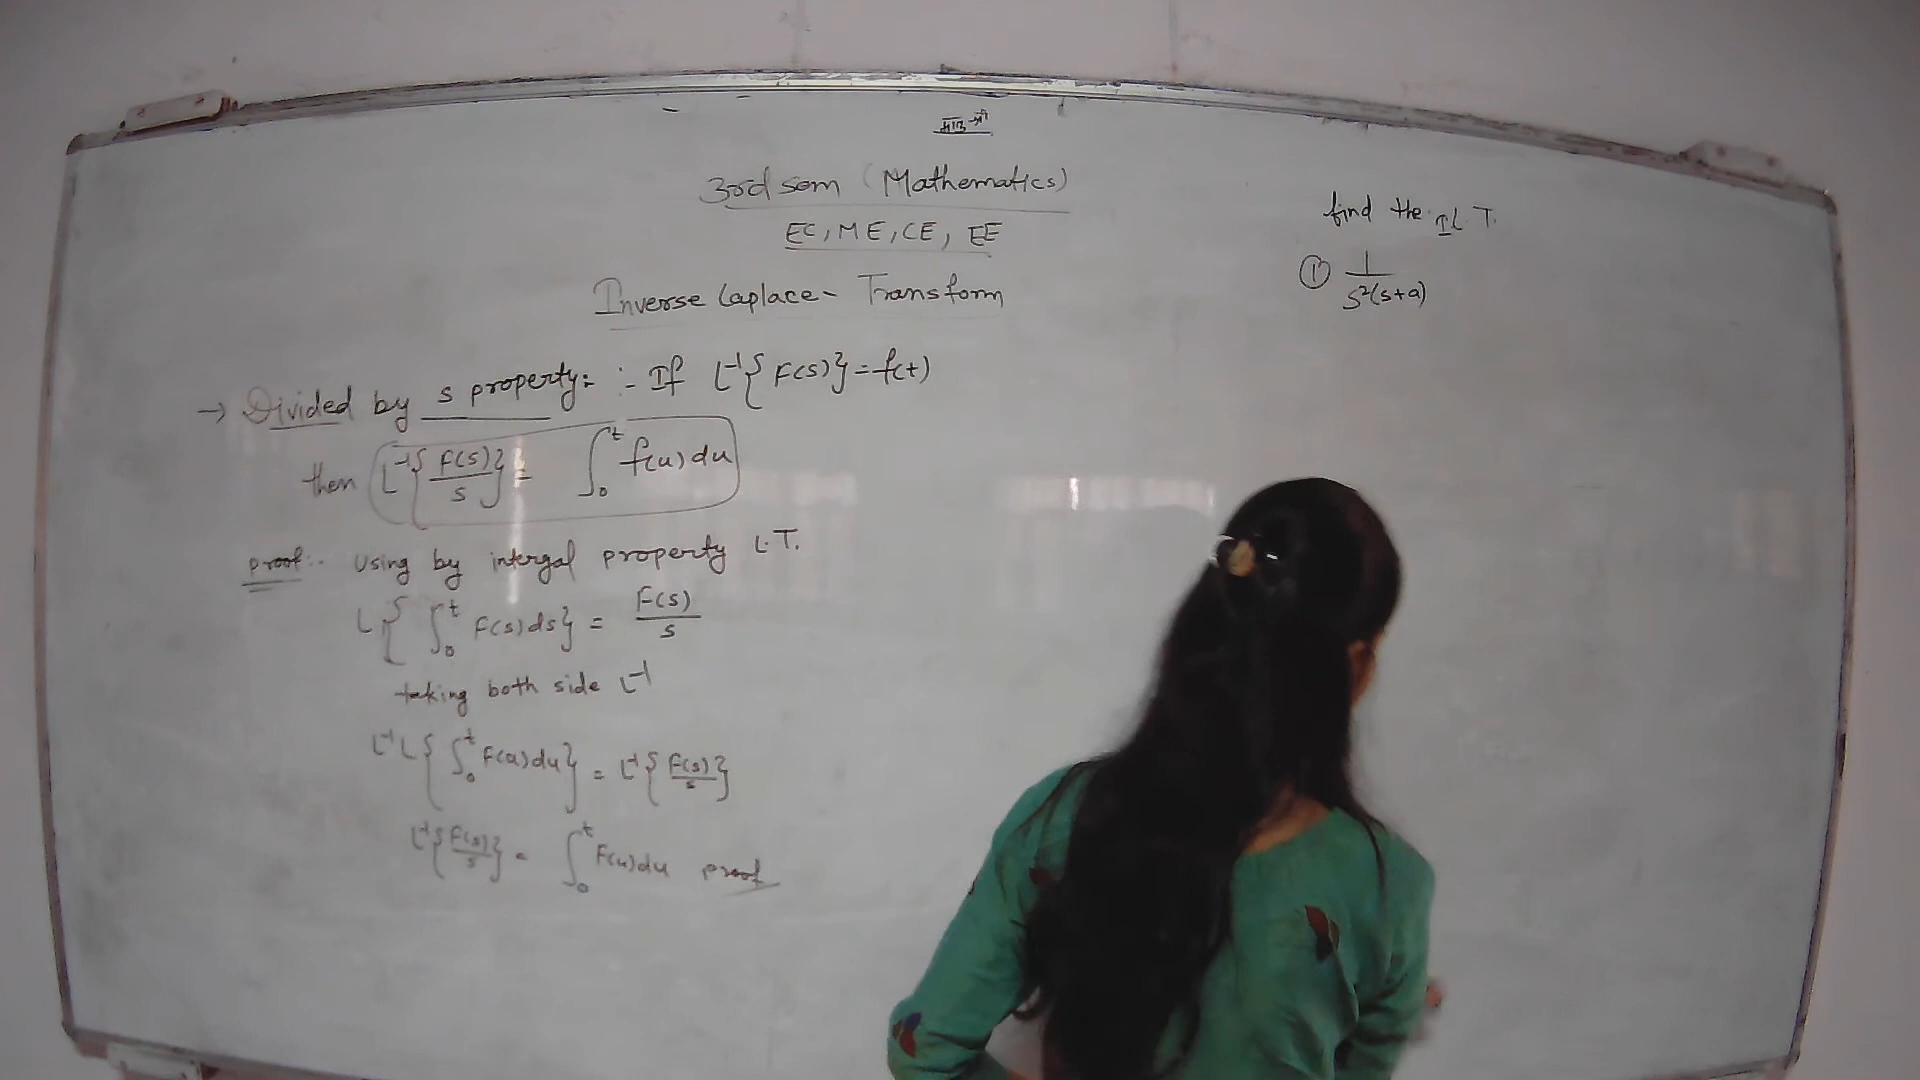 3rd sem (Mathematics)
EC, ME, CE, EE
Inverse Laplace - Transform
→ Divided by s property:- :- If L⁻¹{F(s)} = f(t)
then L⁻¹{F(s)/s} = ∫₀ᵗ f(u) du
proof:- Using by intergal property L.T.
L{∫₀ᵗ F(s) ds} = F(s)/s
taking both side L⁻¹
L⁻¹L{∫₀ᵗ F(u) du} = L⁻¹{F(s)/s}
L⁻¹{F(s)/s} = ∫₀ᵗ F(u) du proof
find the I L.T.
① 1/s²(s+a)